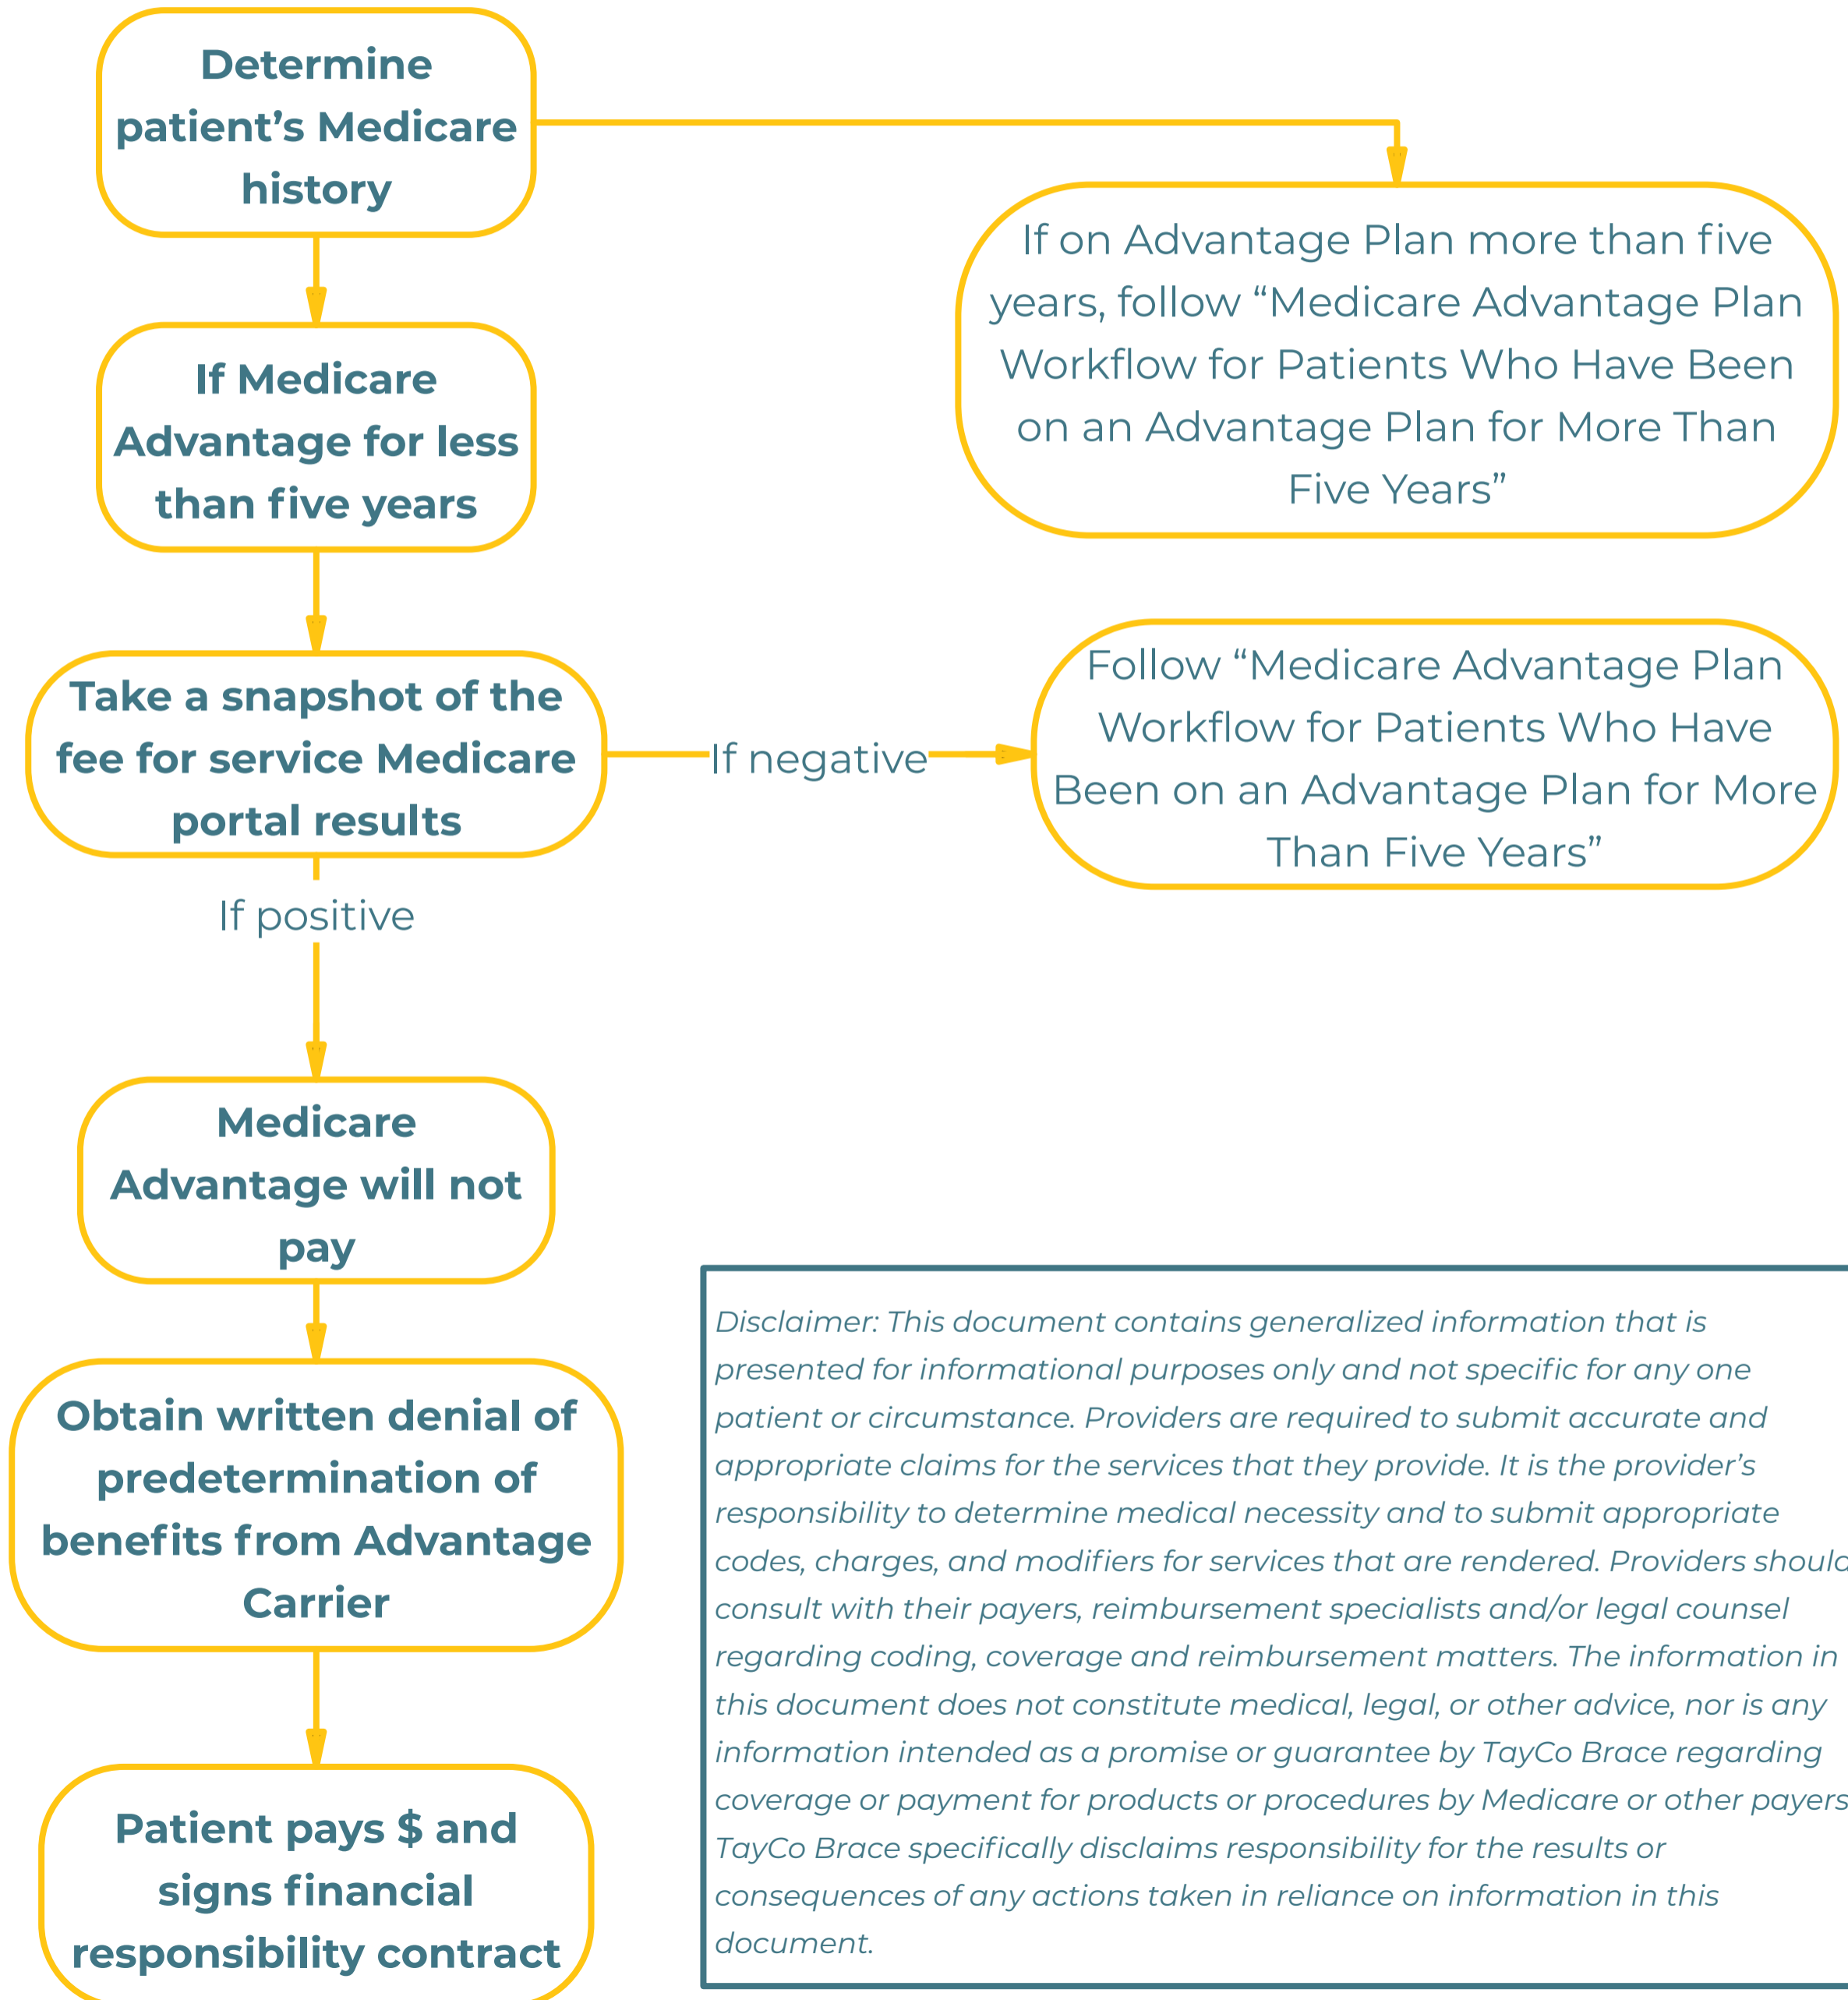 Determine
patient’s Medicare
history
If on Advantage Plan more than five
years, follow “Medicare Advantage Plan
Workflow for Patients Who Have Been
on an Advantage Plan for More Than
Five Years”
If Medicare
Advantage for less
than five years
Take a snapshot of the
fee for service Medicare
portal results
If negative
Follow “Medicare Advantage Plan
Workflow for Patients Who Have
Been on an Advantage Plan for More
Than Five Years”
If positive
Medicare
Advantage will not
pay
Obtain written denial of
predetermination of
benefits from Advantage
Carrier
Patient pays $ and
signs financial
responsibility contract
Disclaimer: This document contains generalized information that is
presented for informational purposes only and not specific for any one
patient or circumstance. Providers are required to submit accurate and
appropriate claims for the services that they provide. It is the provider’s
responsibility to determine medical necessity and to submit appropriate
codes, charges, and modifiers for services that are rendered. Providers should
consult with their payers, reimbursement specialists and/or legal counsel
regarding coding, coverage and reimbursement matters. The information in
this document does not constitute medical, legal, or other advice, nor is any
information intended as a promise or guarantee by TayCo Brace regarding
coverage or payment for products or procedures by Medicare or other payers
TayCo Brace specifically disclaims responsibility for the results or
consequences of any actions taken in reliance on information in this
document.